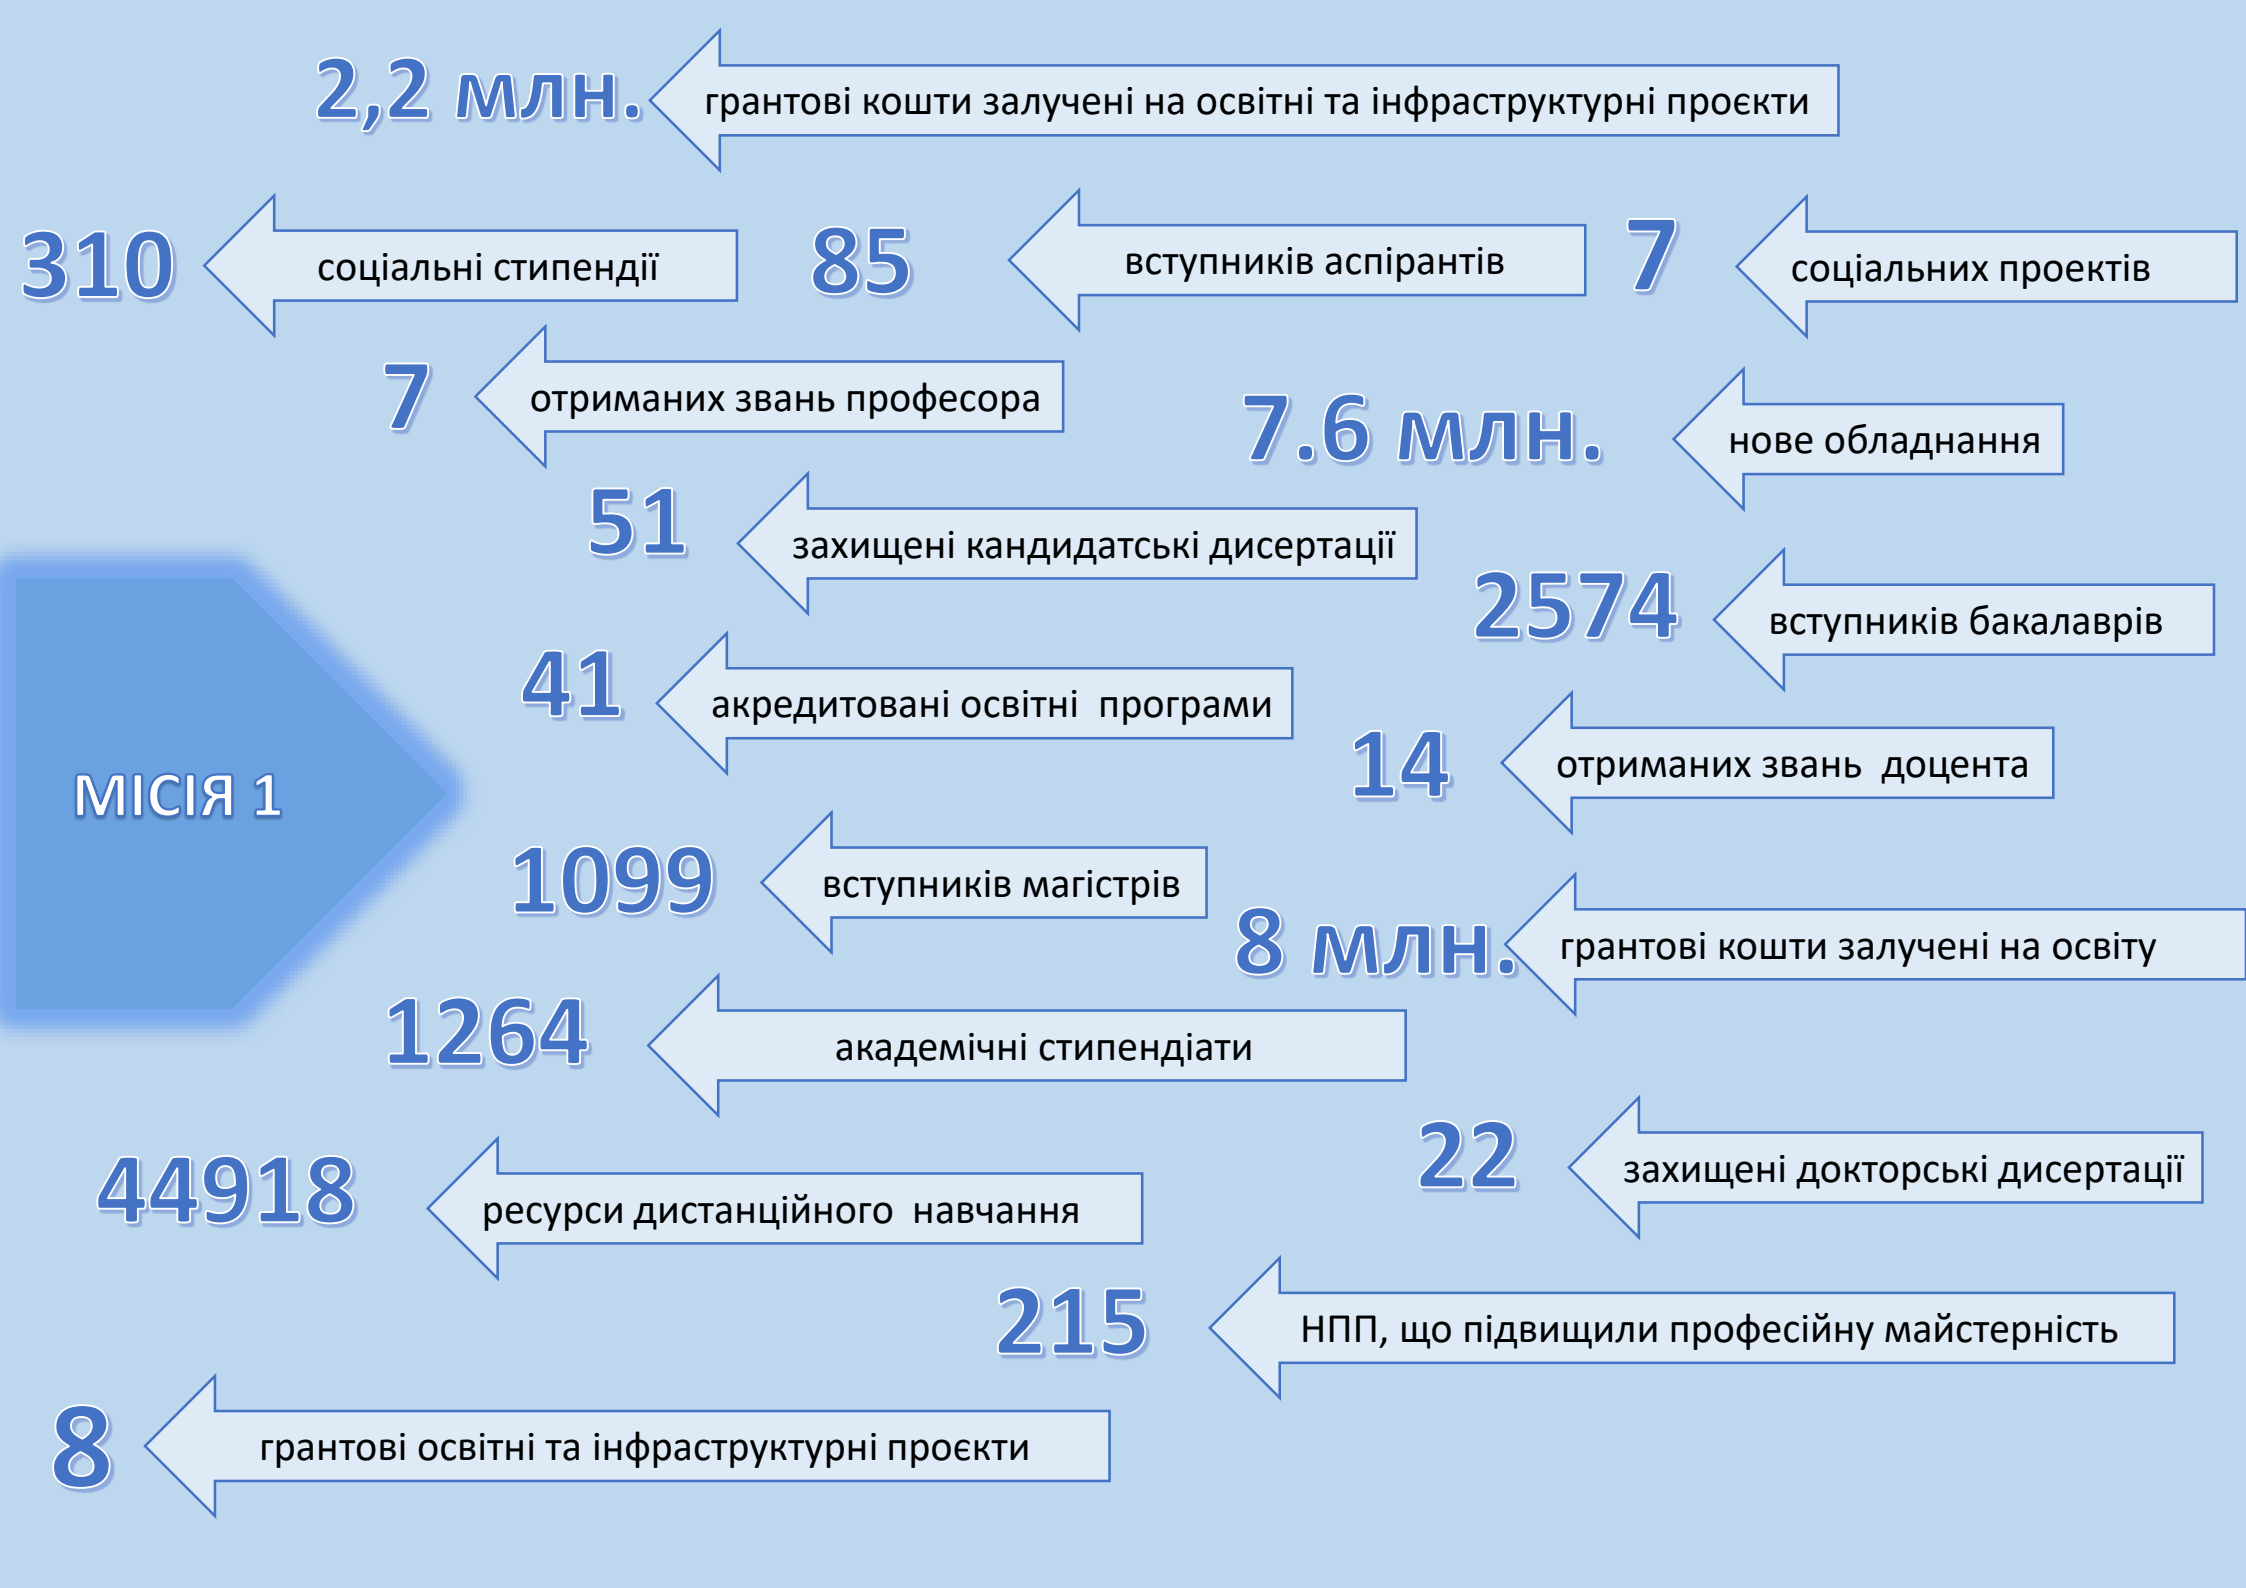 2,2 млн.
грантові кошти залучені на освітні та інфраструктурні проєкти
310
соціальні стипендії
85
вступників аспірантів
7
соціальних проектів
7
отриманих звань професора
7.6 млн.
нове обладнання
51
захищені кандидатські дисертації
2574
вступників бакалаврів
41
акредитовані освітні програми
14
отриманих звань доцента
МІСІЯ 1
1099
вступників магістрів
8 млн.
грантові кошти залучені на освіту
1264
академічні стипендіати
22
захищені докторські дисертації
44918
ресурси дистанційного навчання
215
НПП, що підвищили професійну майстерність
8
грантові освітні та інфраструктурні проєкти